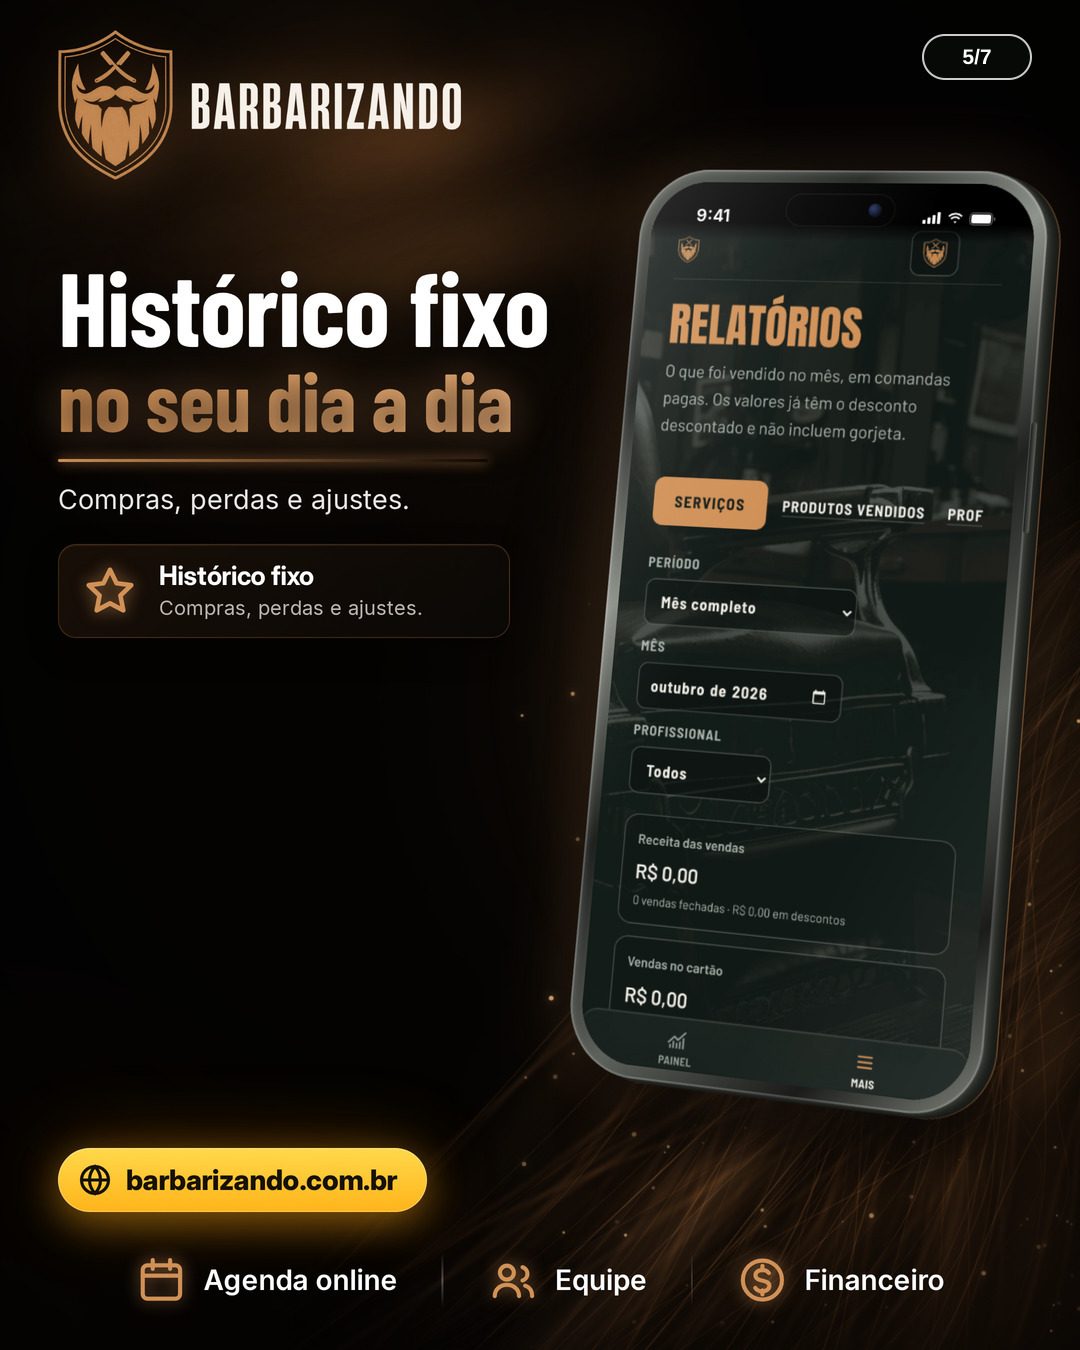 BARBARIZANDO
5/7
Histórico fixo
no seu dia a dia
Compras, perdas e ajustes.
Histórico fixo
Compras, perdas e ajustes.
9:41
RELATÓRIOS
O que foi vendido no mês, em comandas
pagas. Os valores já têm o desconto
descontado e não incluem gorjeta.
SERVIÇOS PRODUTOS VENDIDOS PROF
PERÍODO
Mês completo
MÊS
outubro de 2026
PROFISSIONAL
Todos
Receita das vendas
R$ 0,00
0 vendas fechadas · R$ 0,00 em descontos
Vendas no cartão
R$ 0,00
PAINEL MAIS
barbarizando.com.br
Agenda online Equipe Financeiro